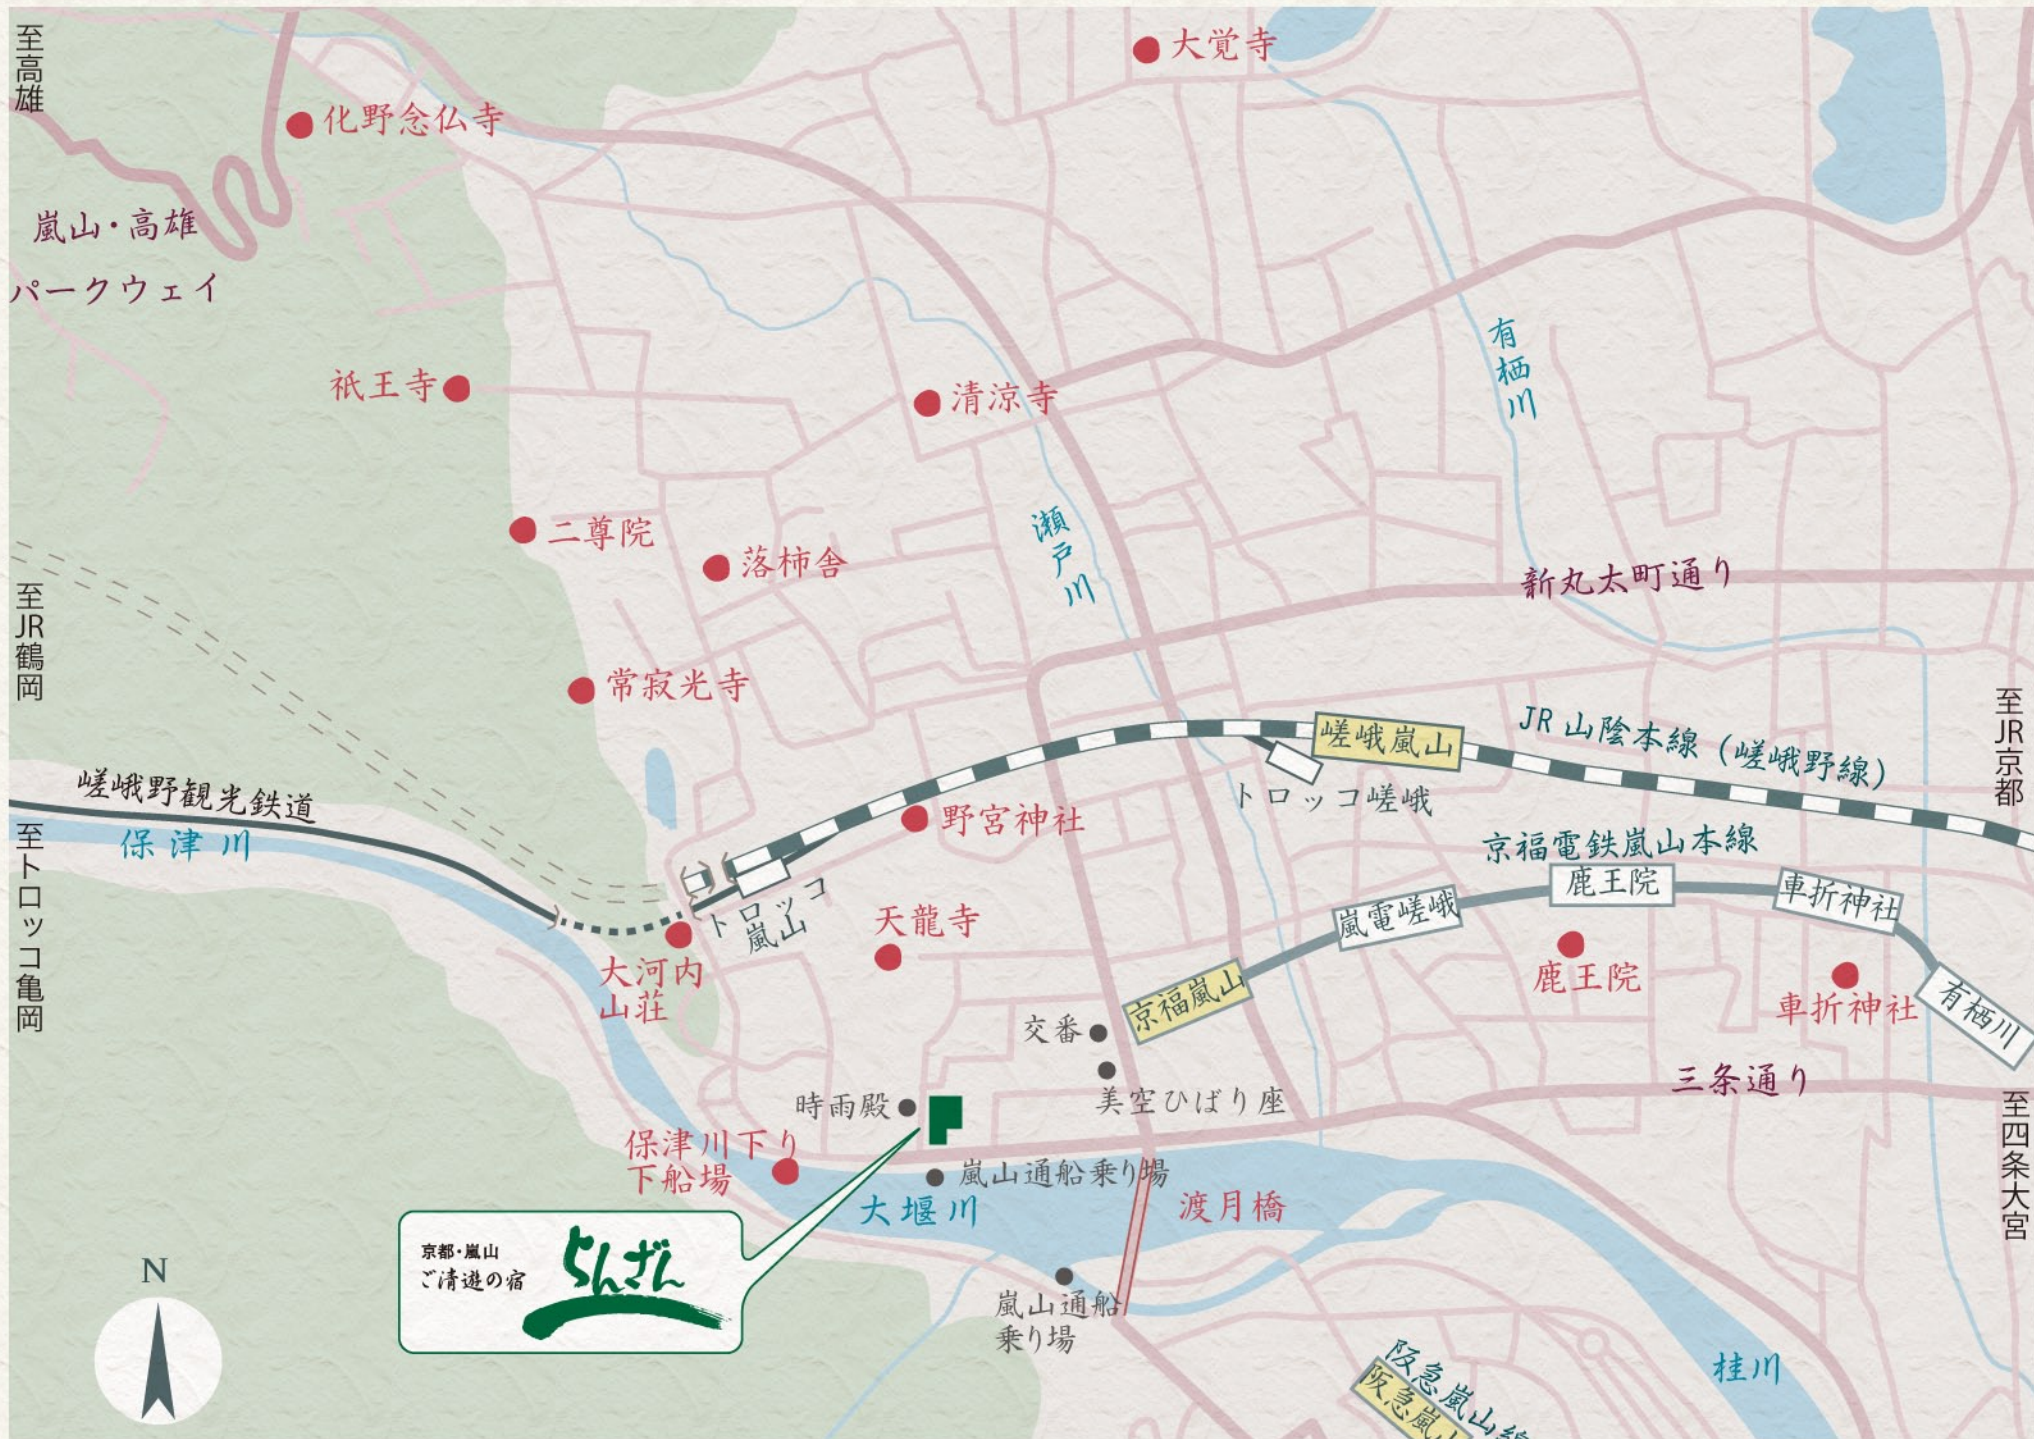 至高雄
大覚寺
化野念仏寺
嵐山・高雄
パークウェイ
有栖川
祇王寺
清涼寺
瀬戸川
二尊院
落柿舎
新丸太町通り
至JR鶴岡
常寂光寺
嵯峨嵐山
JR山陰本線（嵯峨野線）
至JR京都
トロッコ嵯峨
嵯峨野観光鉄道
保津川
至トロッコ亀岡
野宮神社
京福電鉄嵐山本線
鹿王院
車折神社
嵐電嵯峨
トロッコ
嵐山
天龍寺
大河内
山荘
鹿王院
車折神社
有栖川
京福嵐山
交番
美空ひばり座
三条通り
至四条大宮
時雨殿
保津川下り
下船場
嵐山通船乗り場
大堰川
渡月橋
京都・嵐山
ご清遊の宿
らんざん
嵐山通船
乗り場
N
阪急嵐山線
阪急嵐山
桂川